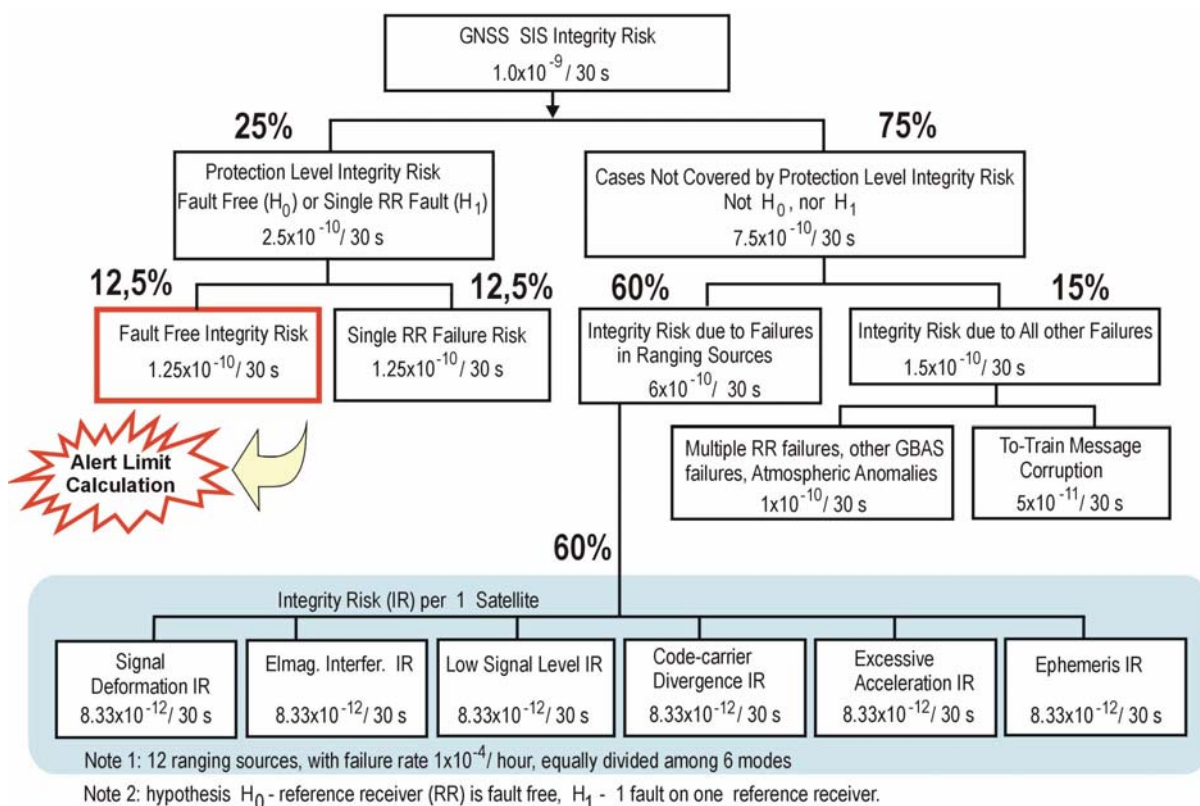 GNSS SIS Integrity Risk
1.0x10⁻⁹/ 30 s
25%
75%
Protection Level Integrity Risk
Fault Free (H₀) or Single RR Fault (H₁)
2.5x10⁻¹⁰/ 30 s
Cases Not Covered by Protection Level Integrity Risk
Not H₀, nor H₁
7.5x10⁻¹⁰/ 30 s
12,5%
12,5%
60%
15%
Fault Free Integrity Risk
1.25x10⁻¹⁰/ 30 s
Single RR Failure Risk
1.25x10⁻¹⁰/ 30 s
Integrity Risk due to Failures
in Ranging Sources
6x10⁻¹⁰/ 30 s
Integrity Risk due to All other Failures
1.5x10⁻¹⁰/ 30 s
Alert Limit
Calculation
Multiple RR failures, other GBAS
failures, Atmospheric Anomalies
1x10⁻¹⁰/ 30 s
To-Train Message
Corruption
5x10⁻¹¹/ 30 s
60%
Integrity Risk (IR) per 1 Satellite
Signal
Deformation IR
8.33x10⁻¹²/ 30 s
Elmag. Interfer. IR
8.33x10⁻¹²/ 30 s
Low Signal Level IR
8.33x10⁻¹²/ 30 s
Code-carrier
Divergence IR
8.33x10⁻¹²/ 30 s
Excessive
Acceleration IR
8.33x10⁻¹²/ 30 s
Ephemeris IR
8.33x10⁻¹²/ 30 s
Note 1: 12 ranging sources, with failure rate 1x10⁻⁴/ hour, equally divided among 6 modes
Note 2: hypothesis H₀ - reference receiver (RR) is fault free, H₁ - 1 fault on one reference receiver.